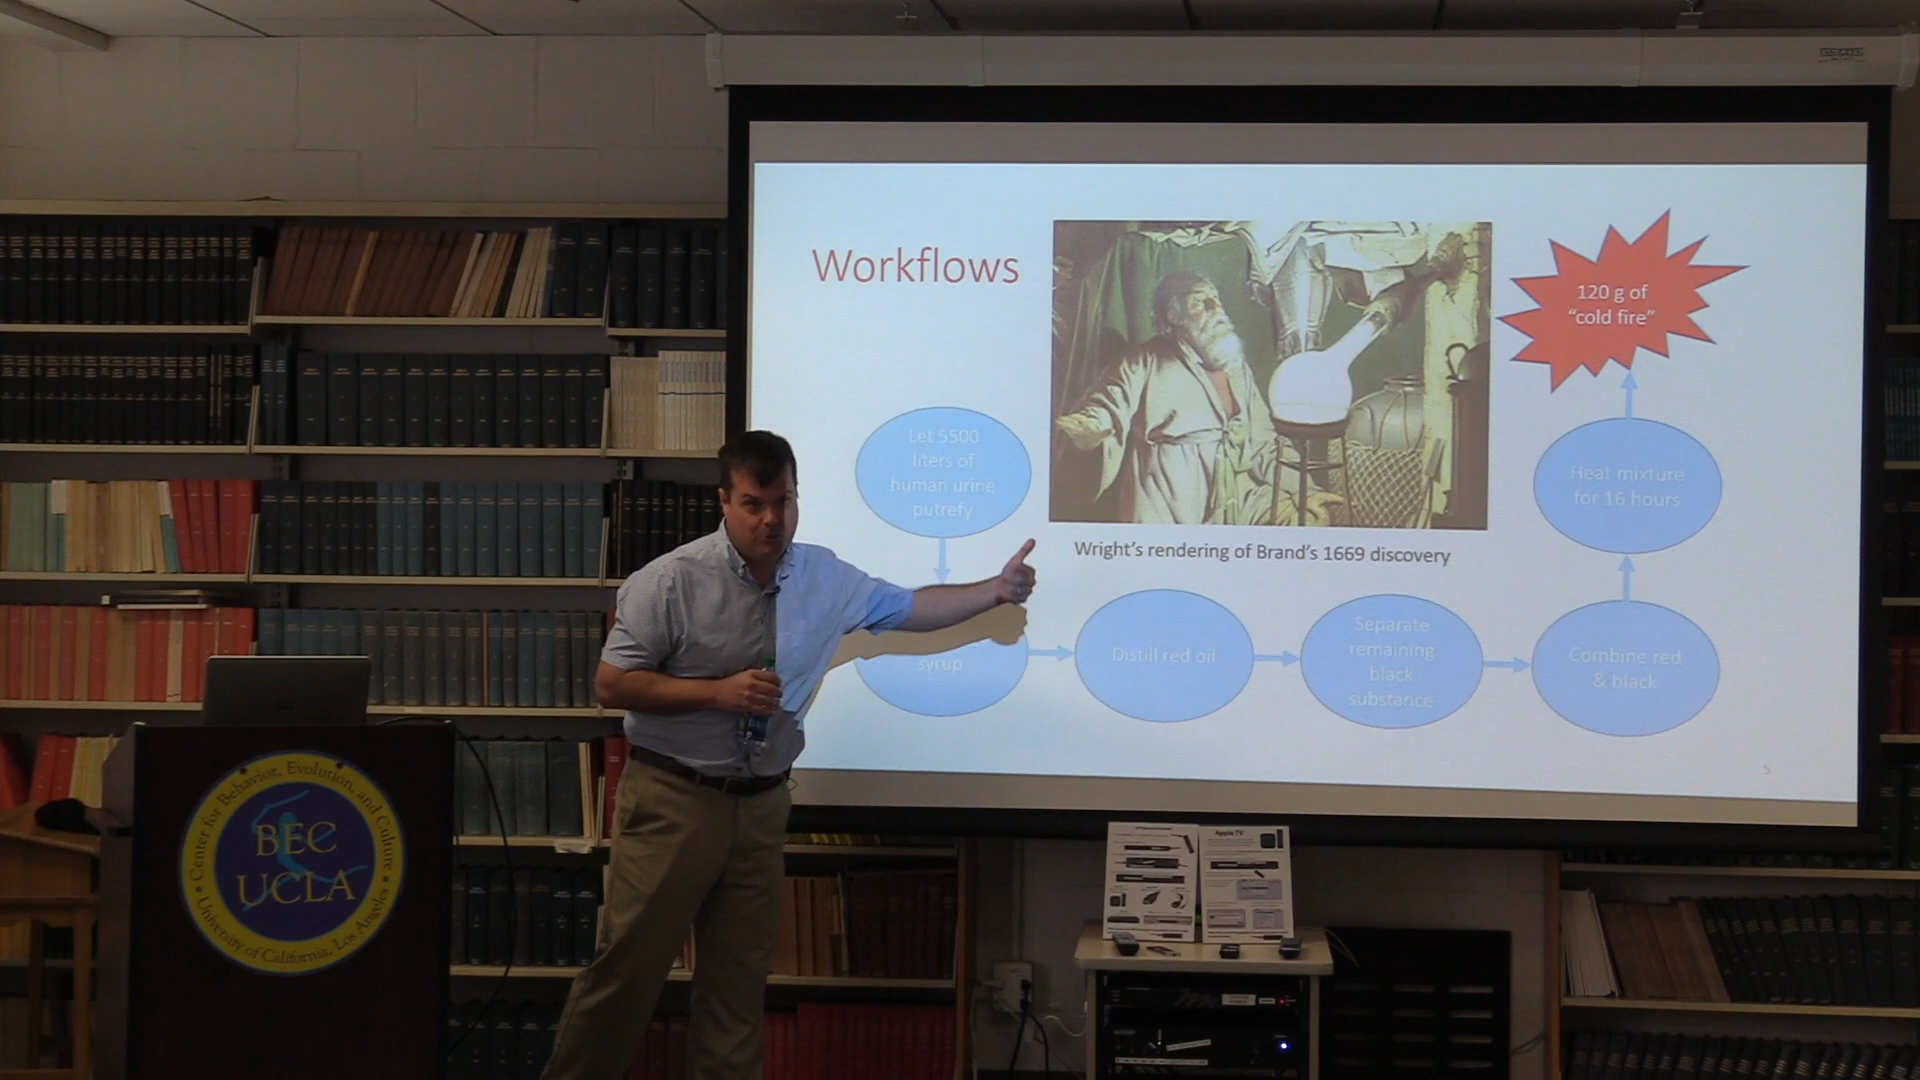 Workflows
120 g of
"cold fire"
Let 5500
liters of
human urine
putrefy
Heat mixture
for 16 hours
Wright's rendering of Brand's 1669 discovery
syrup
Distill red oil
Separate
remaining
black
substance
Combine red
& black
5
Center for Behavior, Evolution, and Culture
BEC
UCLA
University of California, Los Angeles
Apple TV